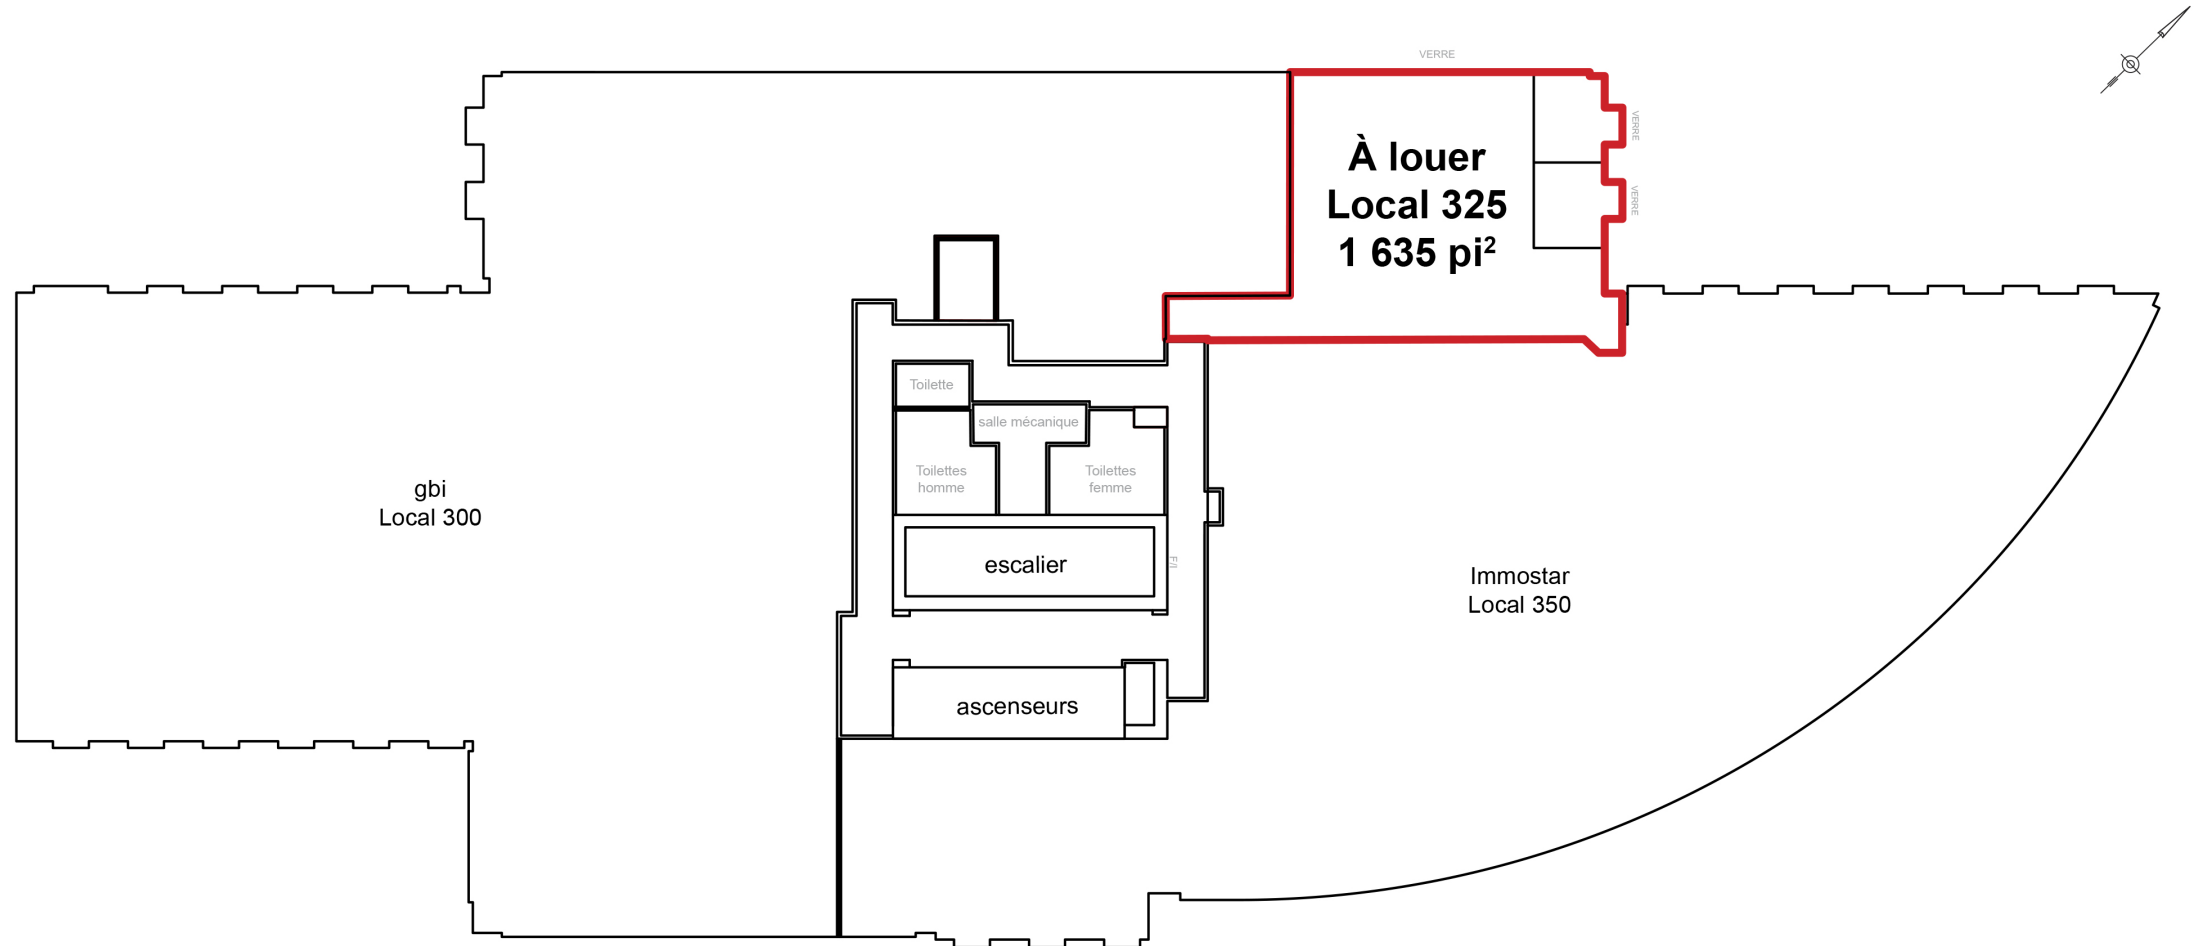 VERRE
À louer
Local 325
1 635 pi²
VERRE
VERRE
Toilette
salle mécanique
Toilettes
homme
Toilettes
femme
gbi
Local 300
escalier
F/I
Immostar
Local 350
ascenseurs